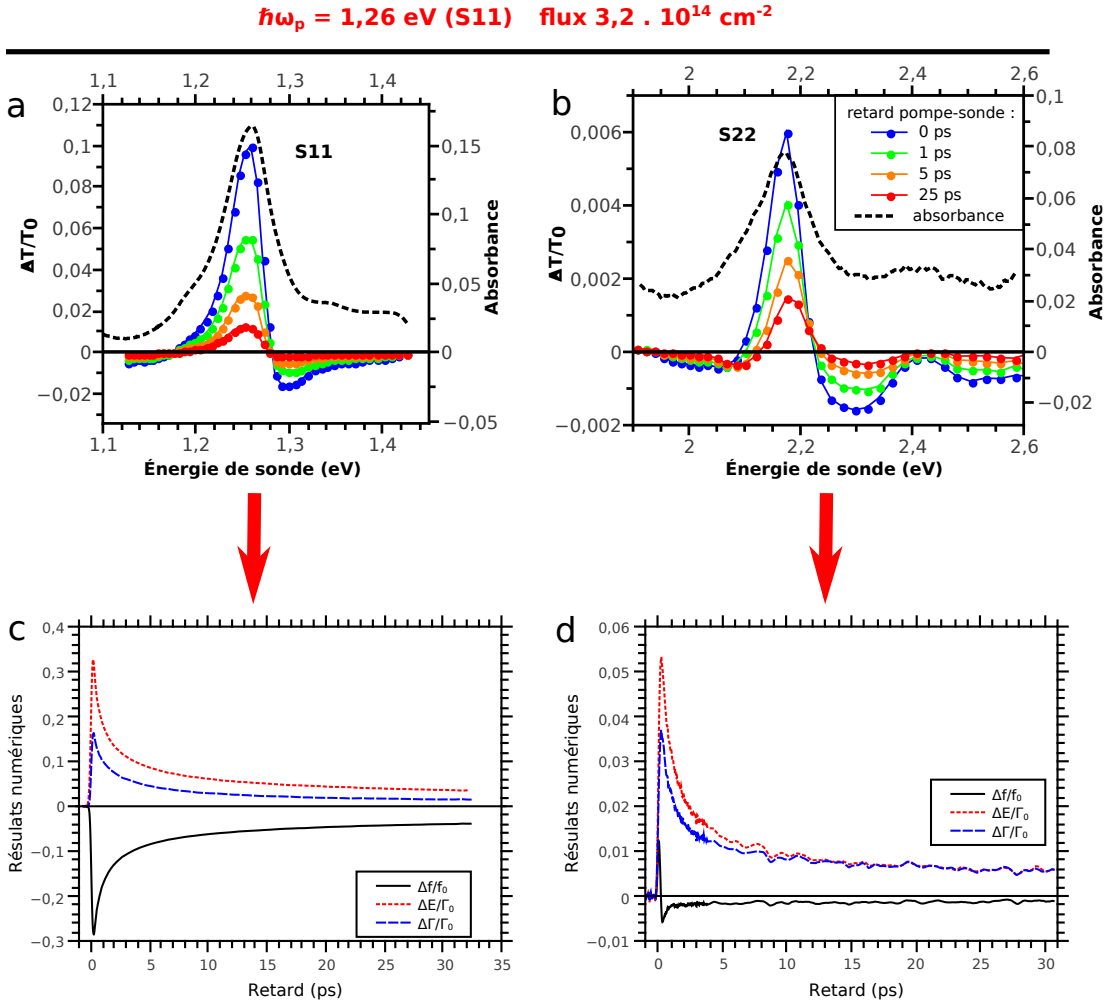 ħωp = 1,26 eV (S11) flux 3,2 . 10¹⁴ cm⁻²
a
1,1 1,2 1,3 1,4
0,12
0,1
0,08
0,06
0,04
0,02
0
−0,02
ΔT/T0
S11
0,15
0,1
0,05
0
−0,05
Absorbance
1,1 1,2 1,3 1,4
Énergie de sonde (eV)
b
2 2,2 2,4 2,6
0,006
0,004
0,002
0
−0,002
ΔT/T0
S22
retard pompe-sonde :
0 ps
1 ps
5 ps
25 ps
absorbance
0,1
0,08
0,06
0,04
0,02
0
−0,02
Absorbance
2 2,2 2,4 2,6
Énergie de sonde (eV)
c
0,4
0,3
0,2
0,1
0
−0,1
−0,2
−0,3
Résulats numériques
Δf/f₀
ΔE/Γ₀
ΔΓ/Γ₀
0 5 10 15 20 25 30 35
Retard (ps)
d
0,06
0,05
0,04
0,03
0,02
0,01
0
−0,01
Résulats numériques
Δf/f₀
ΔE/Γ₀
ΔΓ/Γ₀
0 5 10 15 20 25 30
Retard (ps)